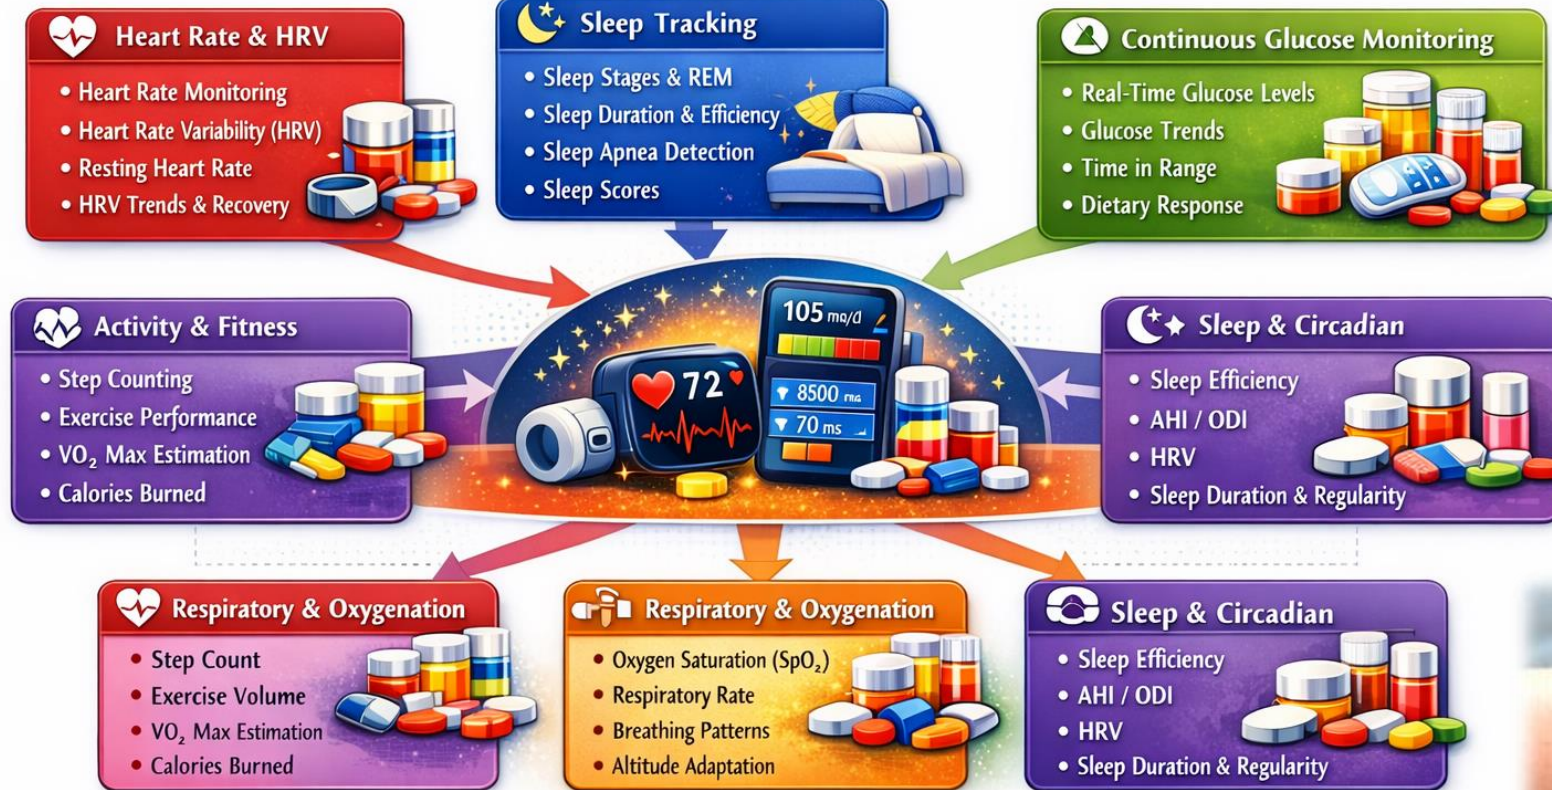 Heart Rate & HRV
• Heart Rate Monitoring
• Heart Rate Variability (HRV)
• Resting Heart Rate
• HRV Trends & Recovery
Sleep Tracking
• Sleep Stages & REM
• Sleep Duration & Efficiency
• Sleep Apnea Detection
• Sleep Scores
Continuous Glucose Monitoring
• Real-Time Glucose Levels
• Glucose Trends
• Time in Range
• Dietary Response
Activity & Fitness
• Step Counting
• Exercise Performance
• VO₂ Max Estimation
• Calories Burned
72
105
8500
70 ms
Sleep & Circadian
• Sleep Efficiency
• AHI / ODI
• HRV
• Sleep Duration & Regularity
Respiratory & Oxygenation
• Step Count
• Exercise Volume
• VO₂ Max Estimation
• Calories Burned
Respiratory & Oxygenation
• Oxygen Saturation (SpO₂)
• Respiratory Rate
• Breathing Patterns
• Altitude Adaptation
Sleep & Circadian
• Sleep Efficiency
• AHI / ODI
• HRV
• Sleep Duration & Regularity